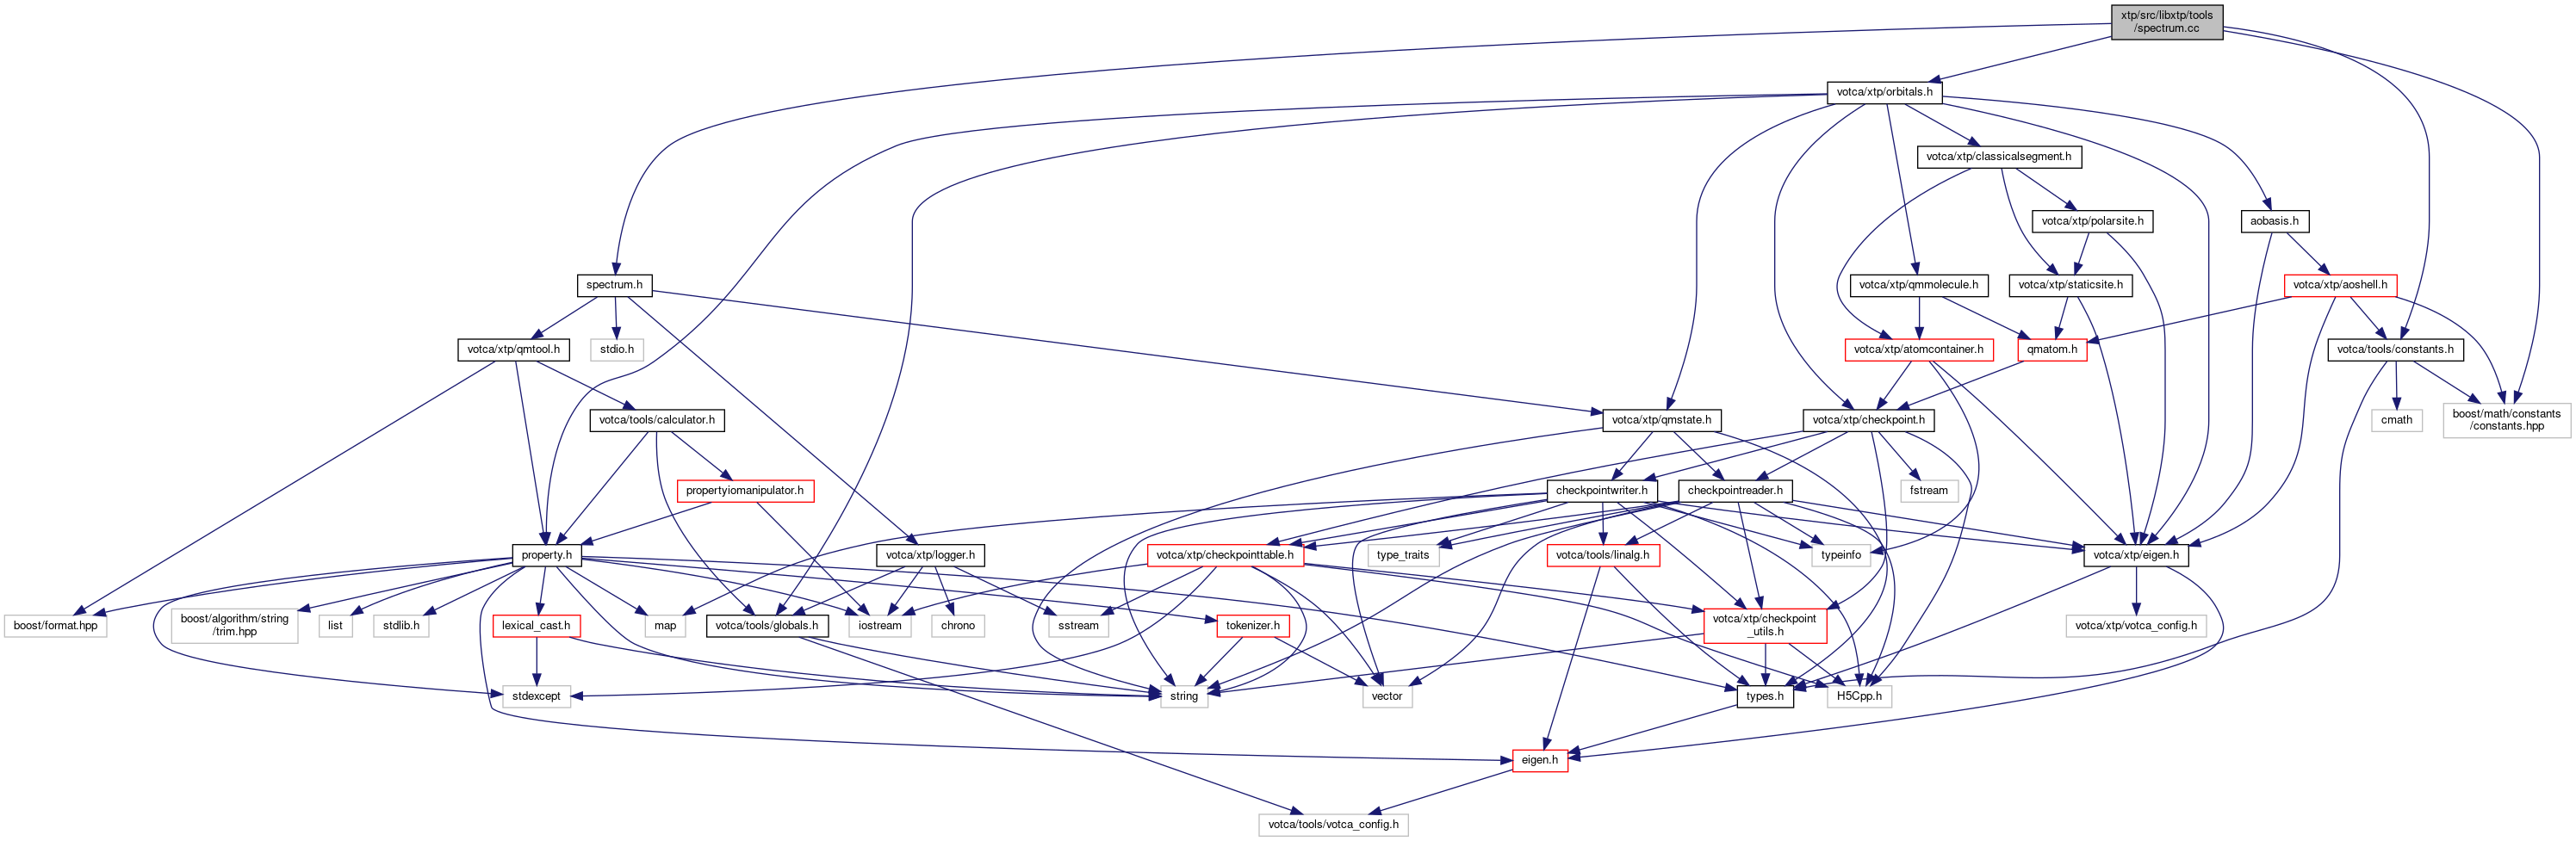 xtp/src/libxtp/tools
/spectrum.cc
votca/xtp/orbitals.h
votca/xtp/classicalsegment.h
votca/xtp/polarsite.h
aobasis.h
spectrum.h
votca/xtp/qmmolecule.h
votca/xtp/staticsite.h
votca/xtp/aoshell.h
votca/xtp/qmtool.h
stdio.h
votca/xtp/atomcontainer.h
qmatom.h
votca/tools/constants.h
votca/tools/calculator.h
votca/xtp/qmstate.h
votca/xtp/checkpoint.h
cmath
boost/math/constants
/constants.hpp
propertyiomanipulator.h
checkpointwriter.h
checkpointreader.h
fstream
property.h
votca/xtp/logger.h
votca/xtp/checkpointtable.h
type_traits
votca/tools/linalg.h
typeinfo
votca/xtp/eigen.h
boost/format.hpp
boost/algorithm/string
/trim.hpp
list
stdlib.h
lexical_cast.h
map
votca/tools/globals.h
iostream
chrono
sstream
tokenizer.h
votca/xtp/checkpoint
_utils.h
votca/xtp/votca_config.h
stdexcept
string
vector
types.h
H5Cpp.h
eigen.h
votca/tools/votca_config.h